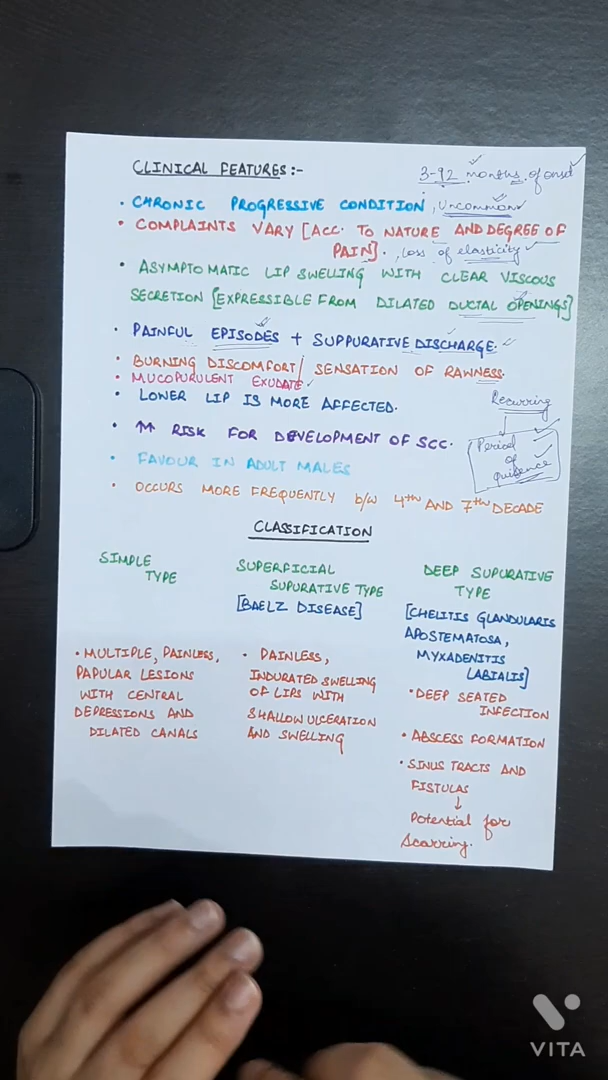 CLINICAL FEATURES:-
3-92 months of onset
• CHRONIC PROGRESSIVE CONDITION, Uncommon
• COMPLAINTS VARY [ACC. TO NATURE AND DEGREE OF
PAIN]. , Loss of elasticity
• ASYMPTOMATIC LIP SWELLING WITH CLEAR VISCOUS
SECRETION [EXPRESSIBLE FROM DILATED DUCTAL OPENINGS]
• PAINFUL EPISODES + SUPPURATIVE DISCHARGE.
• BURNING DISCOMFORT/ SENSATION OF RAWNESS.
• MUCOPURULENT EXUDATE
• LOWER LIP IS MORE AFFECTED.
Recurring
• ↑↑ RISK FOR DEVELOPMENT OF SCC.
Period
of
quisence
• FAVOUR IN ADULT MALES
• OCCURS MORE FREQUENTLY b/w 4th AND 7th DECADE
CLASSIFICATION
SIMPLE
TYPE
SUPERFICIAL
SUPURATIVE TYPE
[BAELZ DISEASE]
DEEP SUPURATIVE
TYPE
[CHELITIS GLANDULARIS
APOSTEMATOSA,
MYXADENITIS
LABIALIS]
• MULTIPLE, PAINLESS,
PAPULAR LESIONS
WITH CENTRAL
DEPRESSIONS AND
DILATED CANALS
• PAINLESS,
INDURATED SWELLING
OF LIPS WITH
SHALLOW ULCERATION
AND SWELLING
• DEEP SEATED
INFECTION
• ABSCESS FORMATION
• SINUS TRACTS AND
FISTULAS
↓
Potential for
Scarring.
VITA